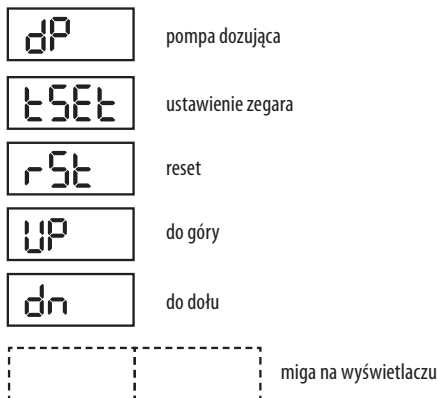 dP pompa dozująca
tSEt ustawienie zegara
rSt reset
UP do góry
dn do dołu
miga na wyświetlaczu